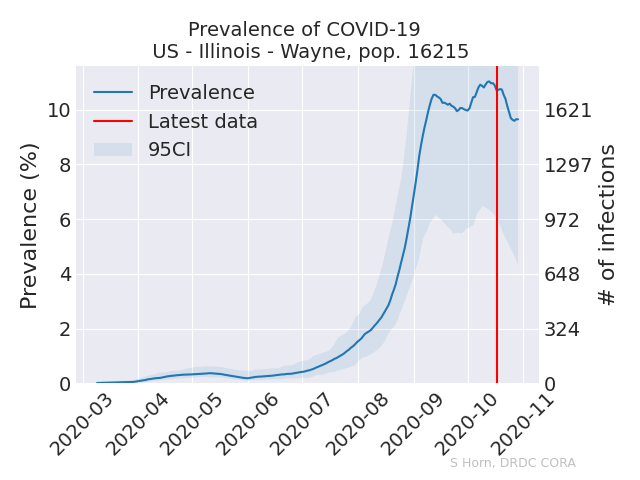 Prevalence of COVID-19
US - Illinois - Wayne, pop. 16215
Prevalence
Latest data
95CI
Prevalence (%)
10
8
6
4
2
0
1621
1297
972
648
324
0
# of infections
2020-03
2020-04
2020-05
2020-06
2020-07
2020-08
2020-09
2020-10
2020-11
S Horn, DRDC CORA